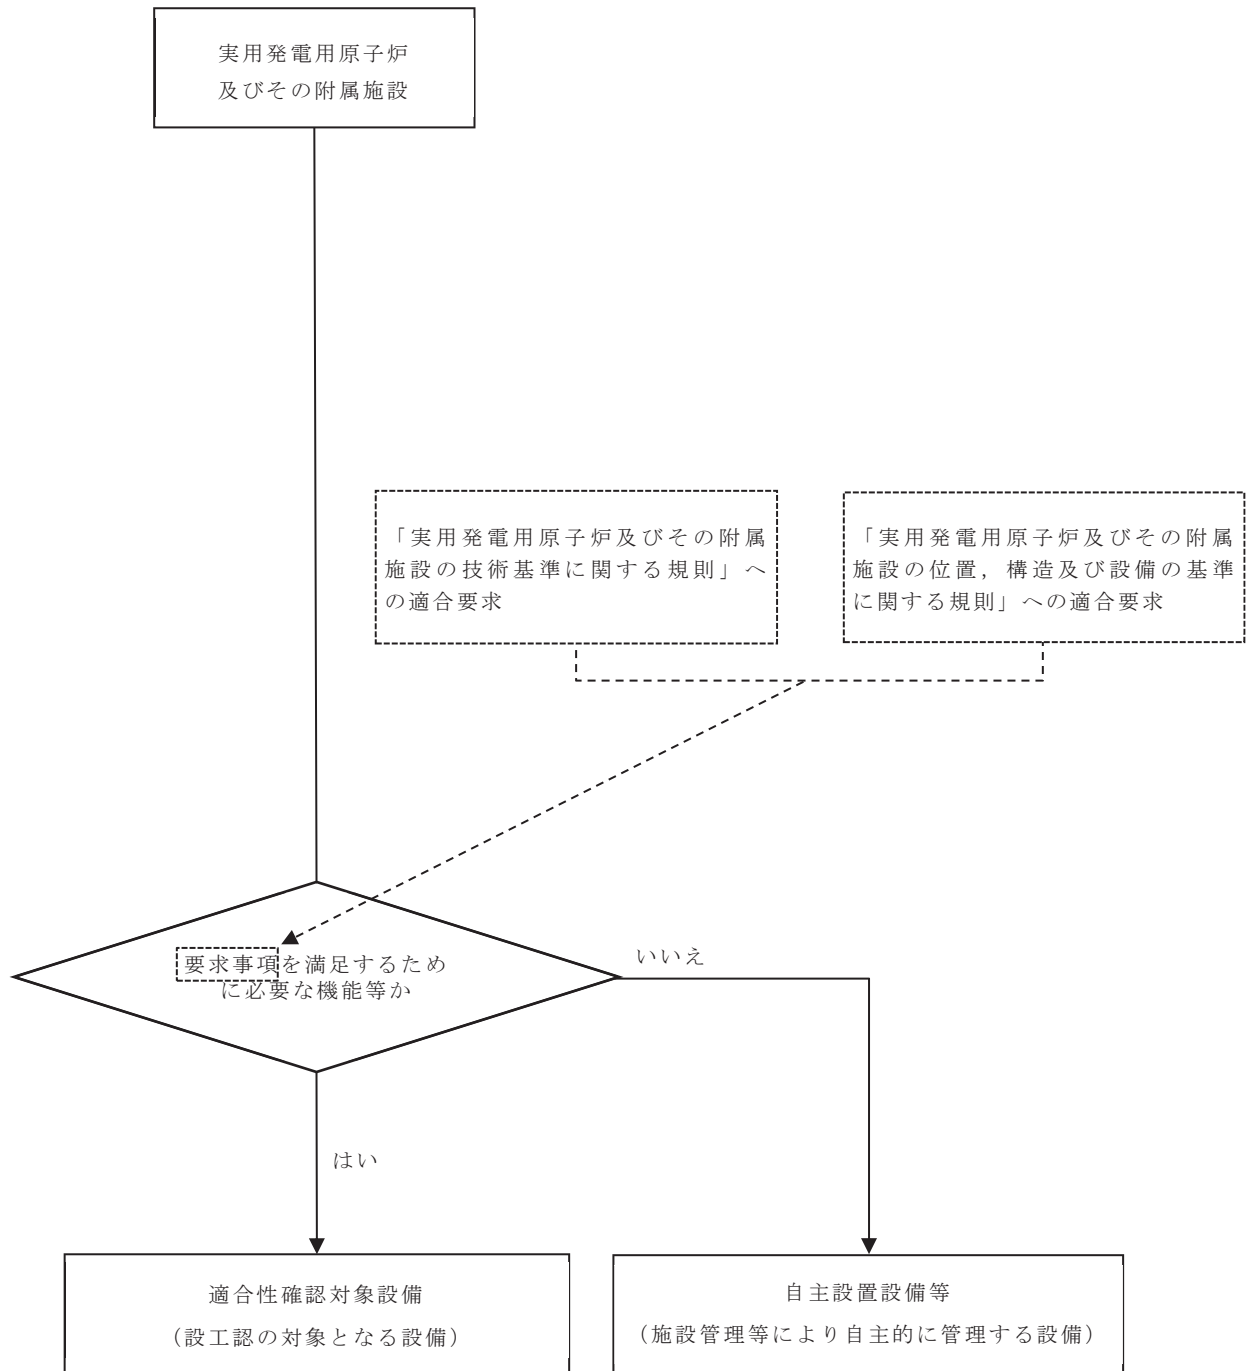 実用発電用原子炉
及びその附属施設
「実用発電用原子炉及びその附属
施設の技術基準に関する規則」へ
の適合要求
「実用発電用原子炉及びその附属
施設の位置，構造及び設備の基準
に関する規則」への適合要求
要求事項を満足するため
に必要な機能等か
いいえ
はい
適合性確認対象設備
（設工認の対象となる設備）
自主設置設備等
（施設管理等により自主的に管理する設備）